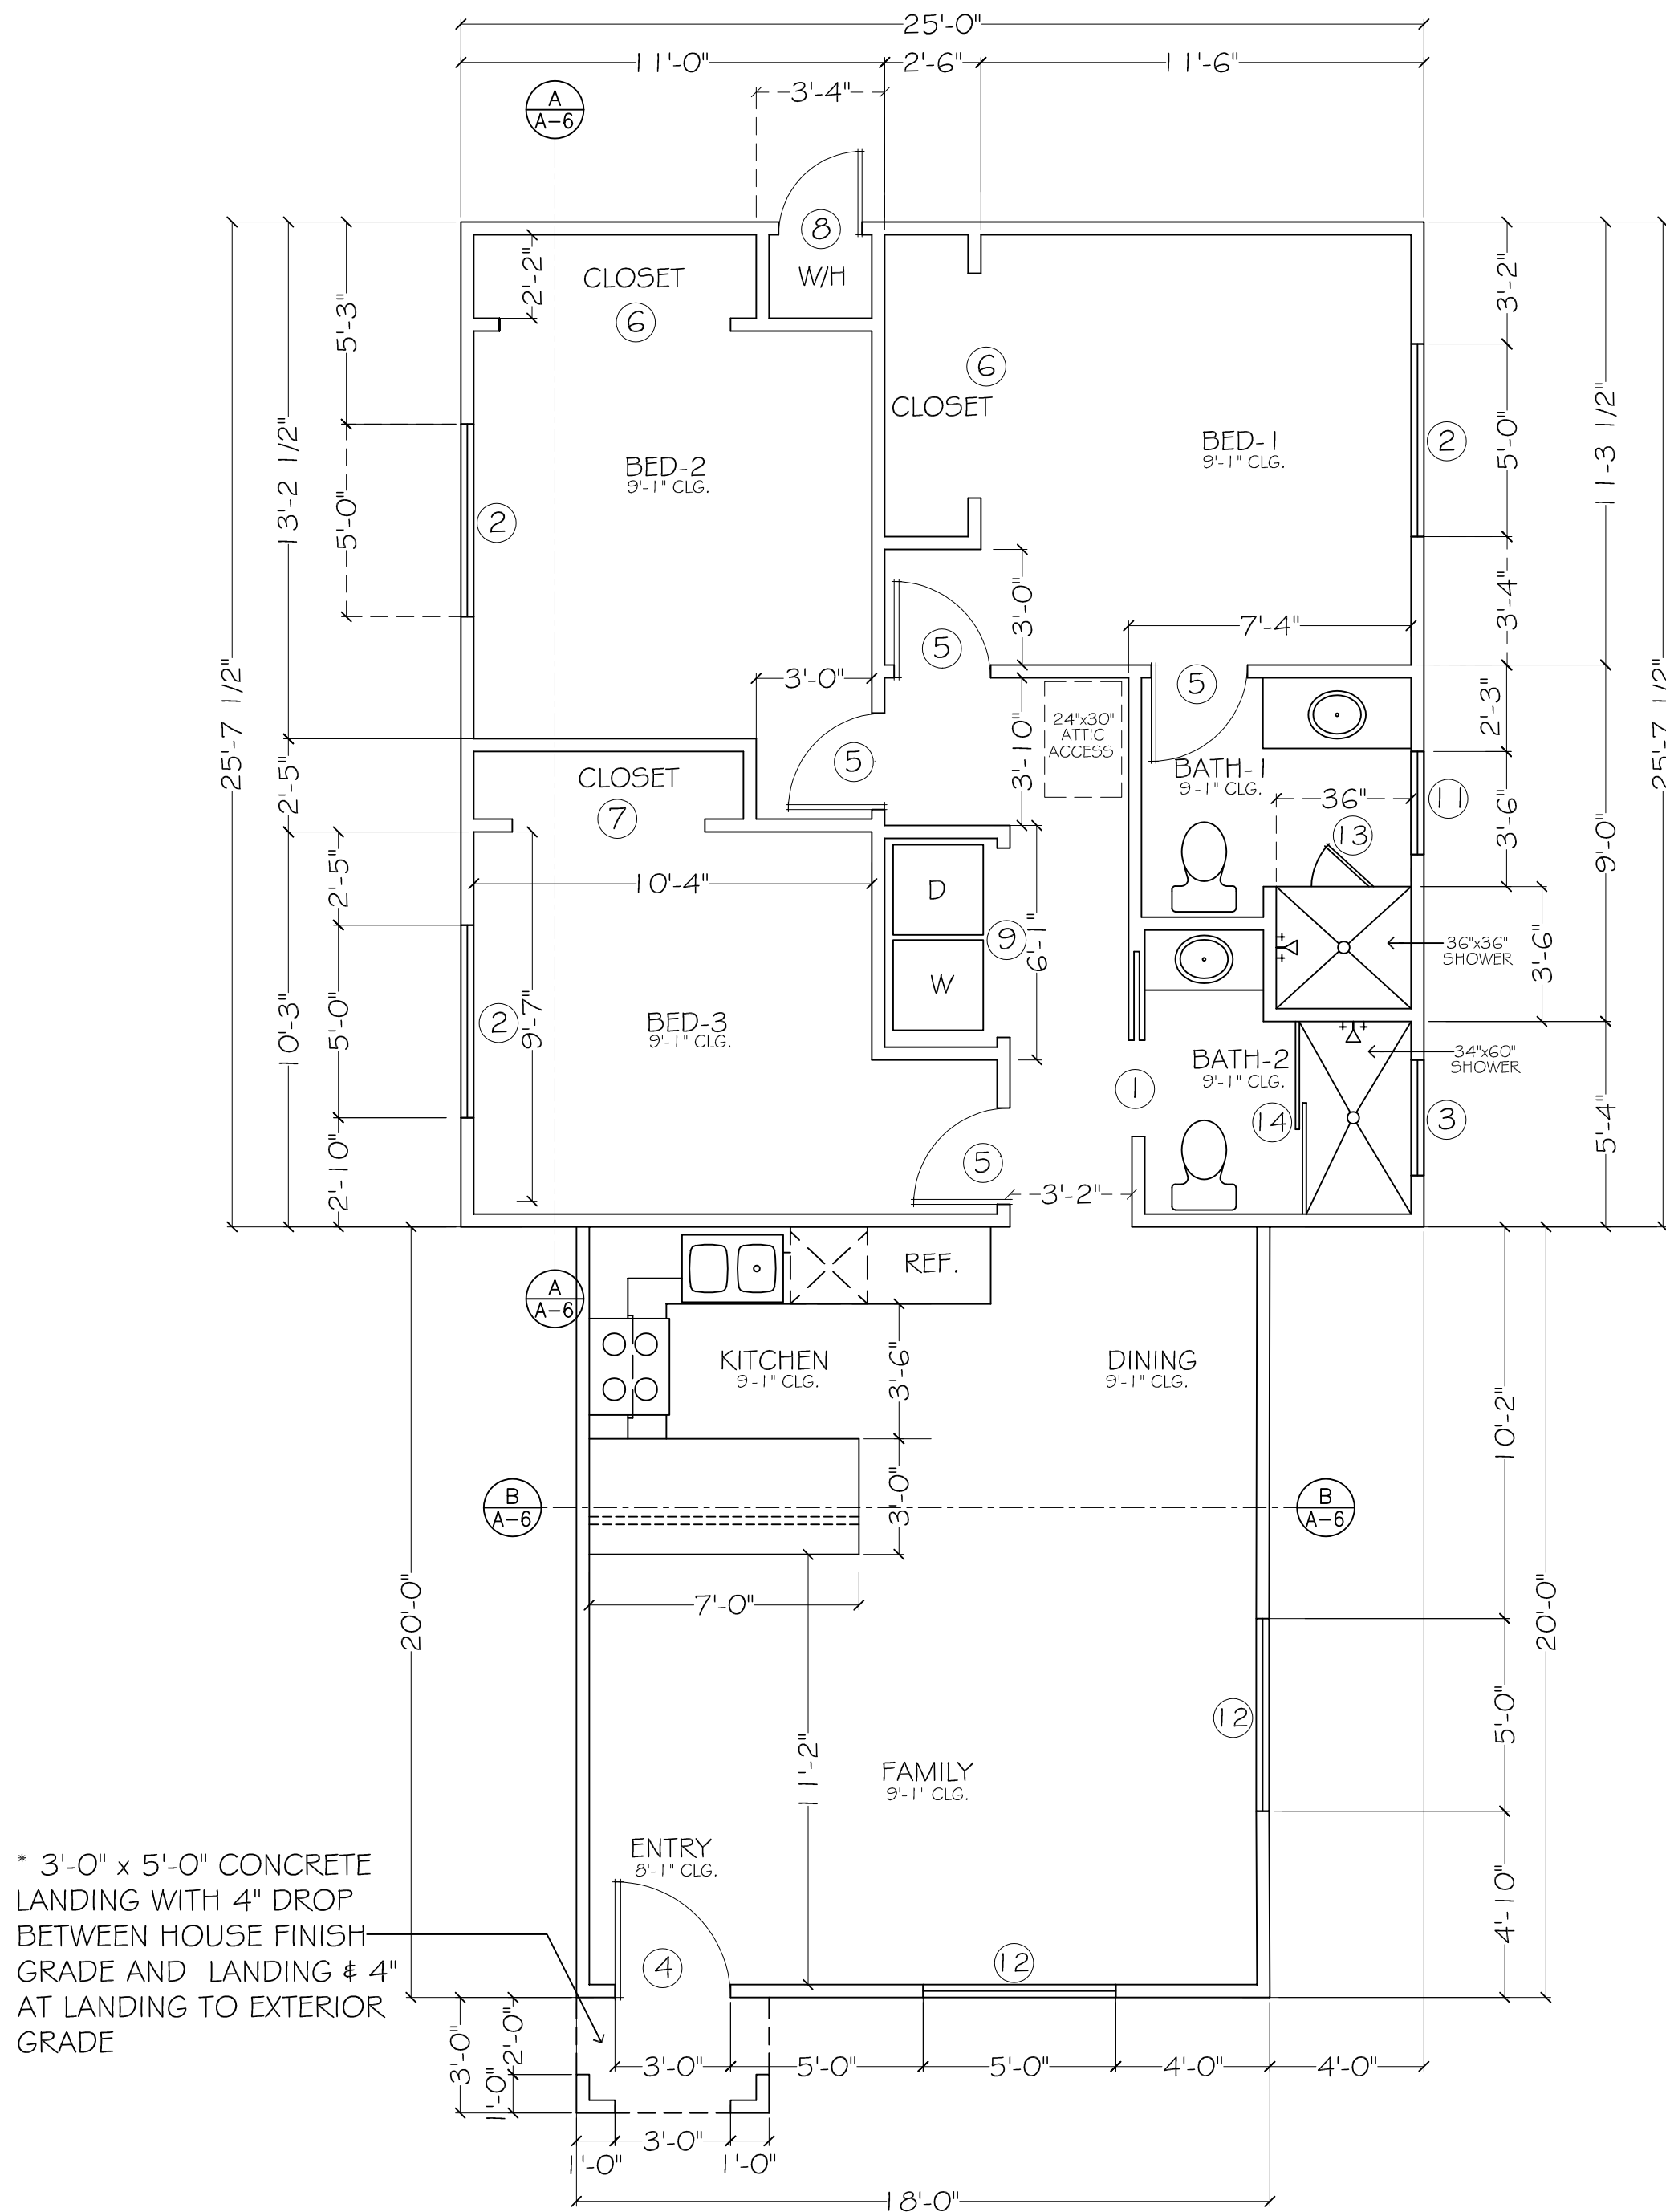 25'-0"
11'-0" 2'-6" 11'-6"
3'-4"
A
A-6
8
W/H
CLOSET
6
2'-2"
5'-3"
3'-2"
6
CLOSET
BED-1
9'-1" CLG.
2
5'-0"
11-3 1/2"
BED-2
9'-1" CLG.
2
13'-2 1/2"
5'-0"
3'-0"
3'-4"
5
7'-4"
25'-7 1/2"
25'-7 1/2"
3'-0"
5
2'-3"
24"x30"
ATTIC
ACCESS
3'-10"
5
BATH-1
9'-1" CLG.
CLOSET
7
2'-5"
36"
13
11
3'-6"
9'-0"
2'-5"
10'-4"
D
9
6'-1"
36"x36"
SHOWER
3'-6"
W
10'-3"
5'-0"
2
9'-7"
BED-3
9'-1" CLG.
34"x60"
SHOWER
BATH-2
9'-1" CLG.
1
14
3
5'-4"
2'-10"
5
3'-2"
REF.
A
A-6
KITCHEN
9'-1" CLG.
3'-6"
DINING
9'-1" CLG.
10'-2"
B
A-6
3'-0"
B
A-6
20'-0"
7'-0"
20'-0"
12
5'-0"
11'-2"
FAMILY
9'-1" CLG.
ENTRY
8'-1" CLG.
4'-10"
4
12
* 3'-0" x 5'-0" CONCRETE
LANDING WITH 4" DROP
BETWEEN HOUSE FINISH
GRADE AND LANDING & 4"
AT LANDING TO EXTERIOR
GRADE
3'-0"
2'-0"
1'-0"
3'-0" 5'-0" 5'-0" 4'-0" 4'-0"
3'-0"
1'-0" 1'-0"
18'-0"